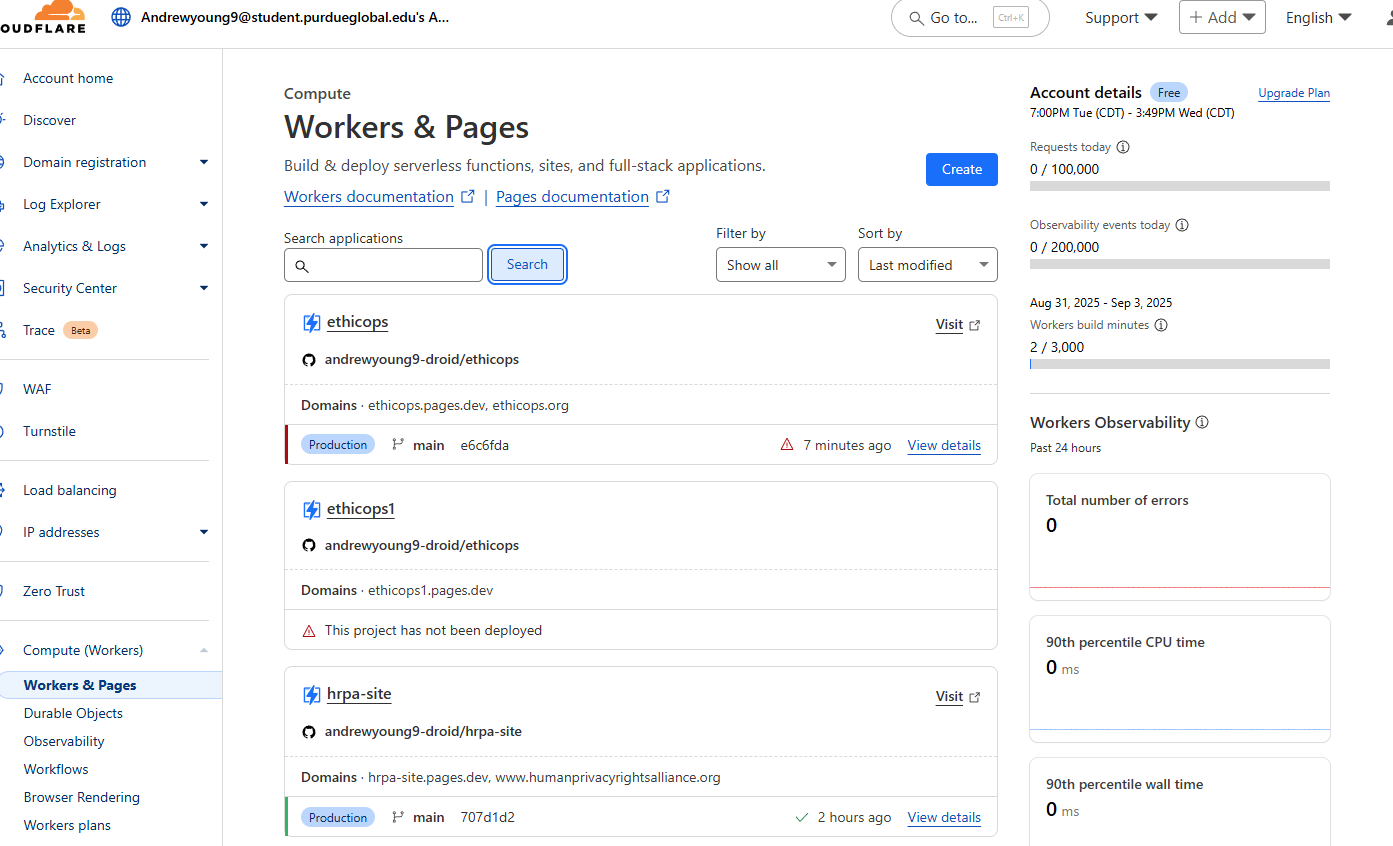 OUDFLARE
Andrewyoung9@student.purdueglobal.edu's A...
Go to... Ctrl+K
Support
+ Add
English
Account home
Discover
Domain registration
Log Explorer
Analytics & Logs
Security Center
Trace Beta
WAF
Turnstile
Load balancing
IP addresses
Zero Trust
Compute (Workers)
Workers & Pages
Durable Objects
Observability
Workflows
Browser Rendering
Workers plans
Compute
Workers & Pages
Build & deploy serverless functions, sites, and full-stack applications.
Workers documentation | Pages documentation
Create
Search applications
Search
Filter by
Show all
Sort by
Last modified
ethicops
Visit
andrewyoung9-droid/ethicops
Domains · ethicops.pages.dev, ethicops.org
Production main e6c6fda 7 minutes ago View details
ethicops1
andrewyoung9-droid/ethicops
Domains · ethicops1.pages.dev
This project has not been deployed
hrpa-site
Visit
andrewyoung9-droid/hrpa-site
Domains · hrpa-site.pages.dev, www.humanprivacyrightsalliance.org
Production main 707d1d2 2 hours ago View details
Account details Free Upgrade Plan
7:00PM Tue (CDT) - 3:49PM Wed (CDT)
Requests today
0 / 100,000
Observability events today
0 / 200,000
Aug 31, 2025 - Sep 3, 2025
Workers build minutes
2 / 3,000
Workers Observability
Past 24 hours
Total number of errors
0
90th percentile CPU time
0 ms
90th percentile wall time
0 ms